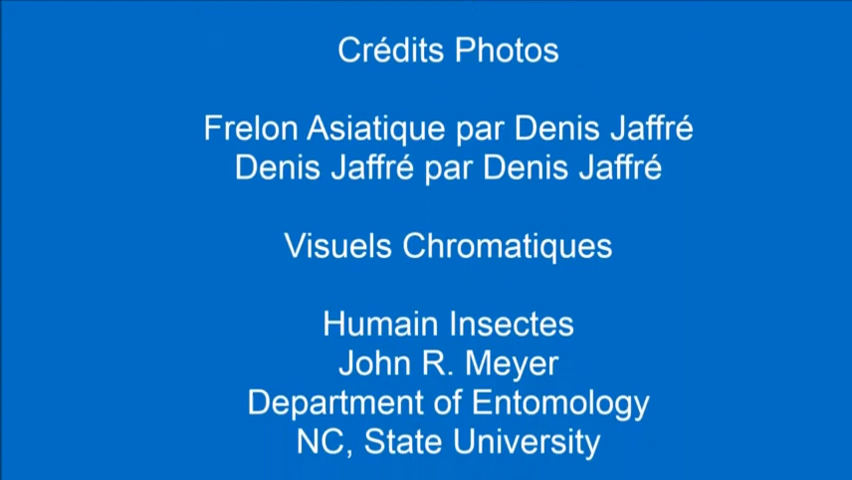 Crédits Photos
Frelon Asiatique par Denis Jaffré
Denis Jaffré par Denis Jaffré
Visuels Chromatiques
Humain Insectes
John R. Meyer
Department of Entomology
NC, State University